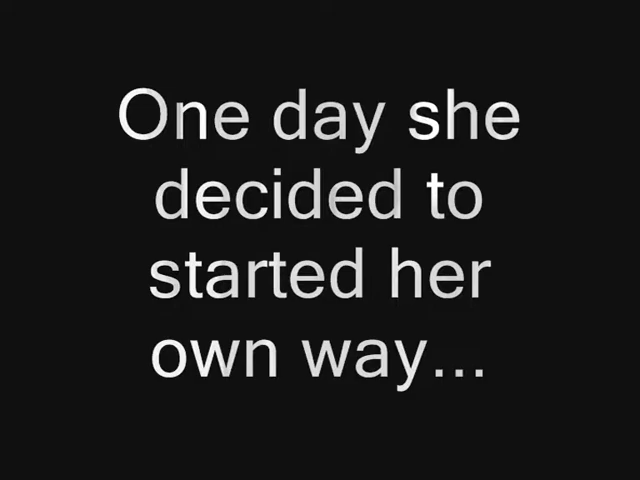 One day she
decided to
started her
own way...